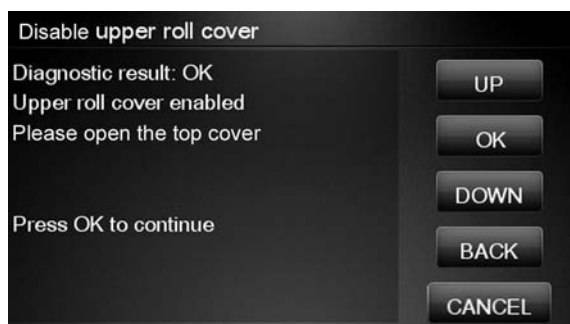 Disable upper roll cover
Diagnostic result: OK
Upper roll cover enabled
Please open the top cover
Press OK to continue
UP
OK
DOWN
BACK
CANCEL